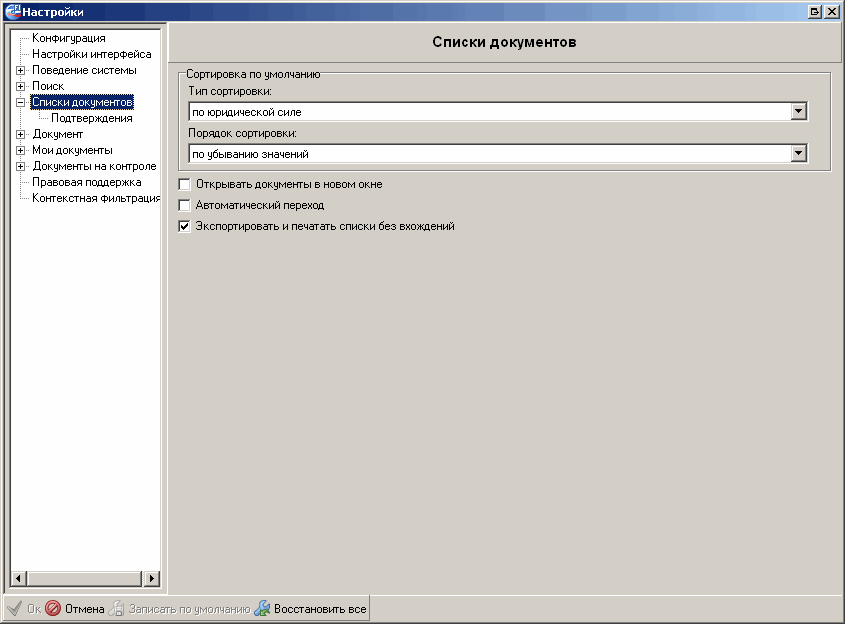 Настройки
Конфигурация
Настройки интерфейса
Поведение системы
Поиск
Списки документов
Подтверждения
Документ
Мои документы
Документы на контроле
Правовая поддержка
Контекстная фильтрация
Списки документов
Сортировка по умолчанию
Тип сортировки:
по юридической силе
Порядок сортировки:
по убыванию значений
Открывать документы в новом окне
Автоматический переход
Экспортировать и печатать списки без вхождений
Ок Отмена Записать по умолчанию Восстановить все